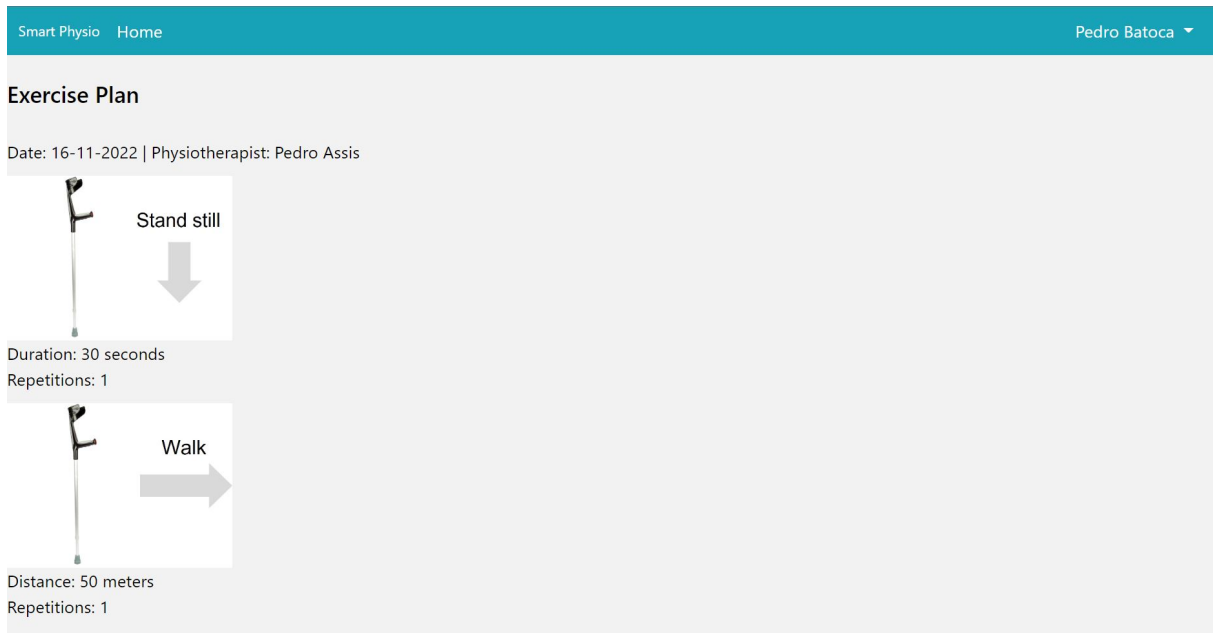 Smart Physio Home Pedro Batoca
Exercise Plan
Date: 16-11-2022 | Physiotherapist: Pedro Assis
Stand still
Duration: 30 seconds
Repetitions: 1
Walk
Distance: 50 meters
Repetitions: 1